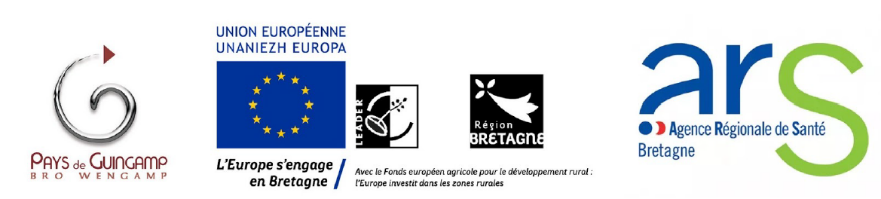 PAYS DE GUINGAMP
BRO WENGAMP
UNION EUROPÉENNE
UNANIEZH EUROPA
L'Europe s'engage
en Bretagne
LEADER
Région
BRETAGNE
Avec le Fonds européen agricole pour le développement rural :
l'Europe investit dans les zones rurales
ars
Agence Régionale de Santé
Bretagne